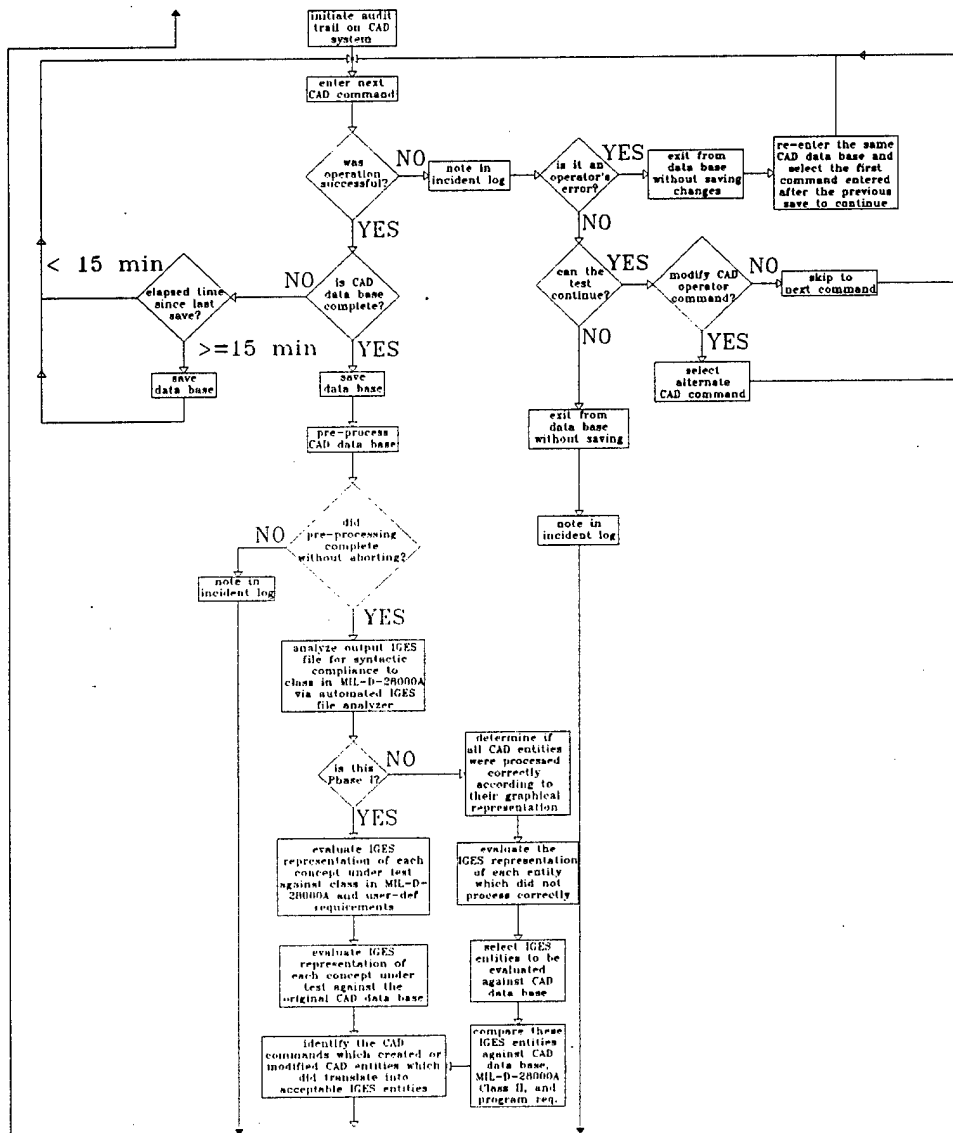 initiate audit
trail on CAD
system
enter next
CAD command
was
operation
successful?
NO
note in
incident log
is it an
operator's
error?
YES
exit from
data base
without saving
changes
re-enter the same
CAD data base and
select the first
command entered
after the previous
save to continue
YES
NO
< 15 min
elapsed time
since last
save?
NO
is CAD
data base
complete?
can the
test
continue?
YES
modify CAD
operator
command?
NO
skip to
next command
>=15 min
YES
NO
YES
save
data base
save
data base
select
alternate
CAD command
pre-process
CAD data base
exit from
data base
without saving
NO
did
pre-processing
complete
without aborting?
note in
incident log
note in
incident log
YES
analyze output IGES
file for syntactic
compliance to
class in MIL-D-28000A
via automated IGES
file analyzer
is this
Phase I?
NO
determine if
all CAD entities
were processed
correctly
according to
their graphical
representation
YES
evaluate IGES
representation of each
concept under test
against class in MIL-D-
28000A and user-def
requirements
evaluate the
IGES representation
of each entity
which did not
process correctly
evaluate IGES
representation of
each concept under
test against the
original CAD data base
select IGES
entities to be
evaluated
against CAD
data base
identify the CAD
commands which created or
modified CAD entities which
did translate into
acceptable IGES entities
compare these
IGES entities
against CAD
data base,
MIL-D-28000A
Class II, and
program req.